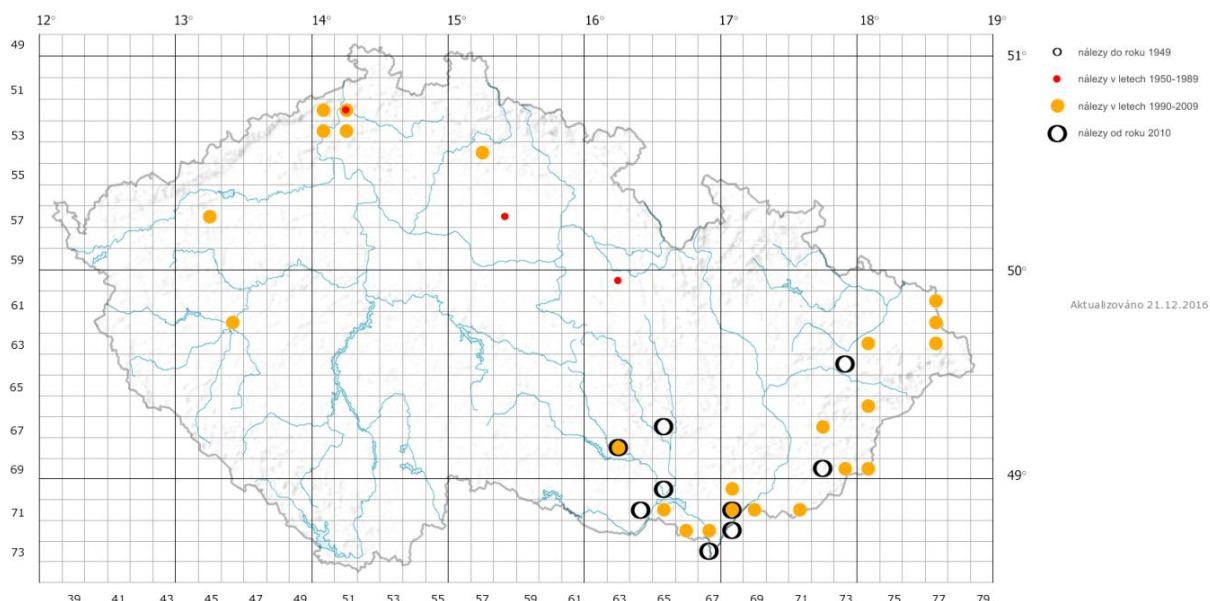 12° 13° 14° 15° 16° 17° 18° 19°
49
51°
nálezy do roku 1949
51
nálezy v letech 1950-1989
53
nálezy v letech 1990-2009
nálezy od roku 2010
55
57
59
50°
61
Aktualizováno 21.12.2016
63
65
67
69
49°
71
73
39 41 43 45 47 49 51 53 55 57 59 61 63 65 67 69 71 73 75 77 79